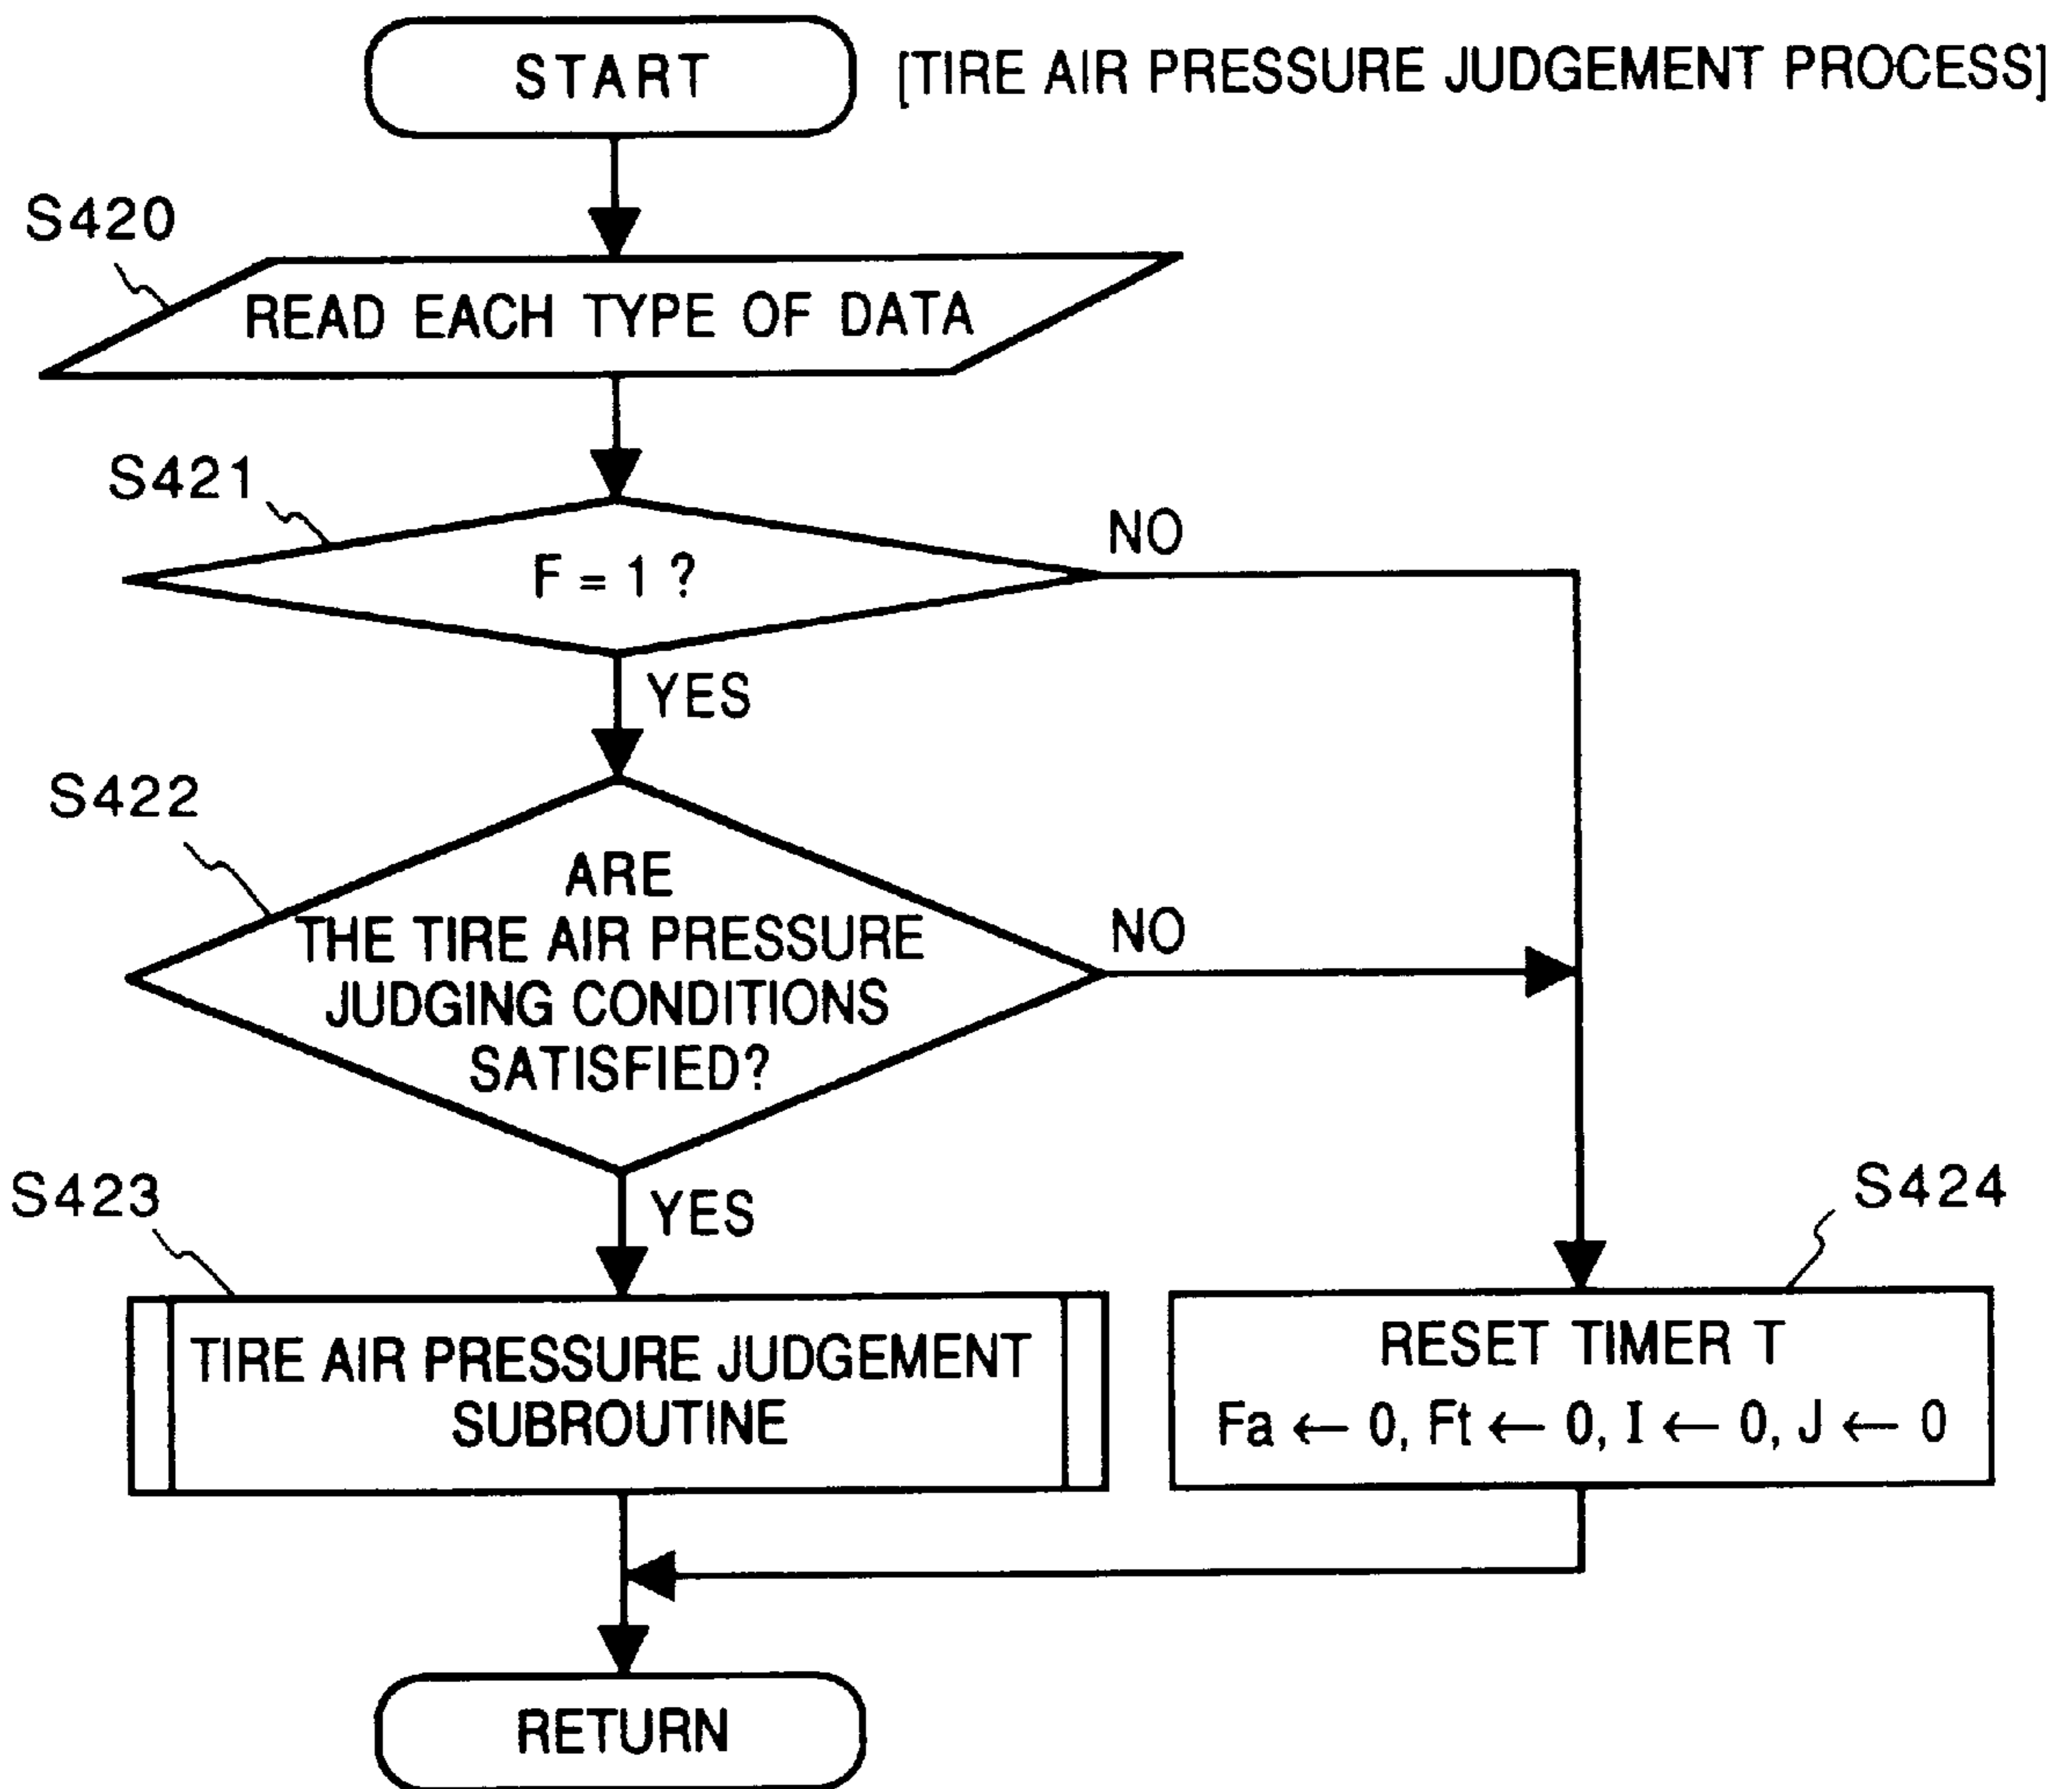 START
[TIRE AIR PRESSURE JUDGEMENT PROCESS]
S420
READ EACH TYPE OF DATA
S421
F = 1 ?
NO
YES
S422
ARE
THE TIRE AIR PRESSURE
JUDGING CONDITIONS
SATISFIED?
NO
YES
S423
TIRE AIR PRESSURE JUDGEMENT
SUBROUTINE
S424
RESET TIMER T
Fa ← 0, Ft ← 0, I ← 0, J ← 0
RETURN